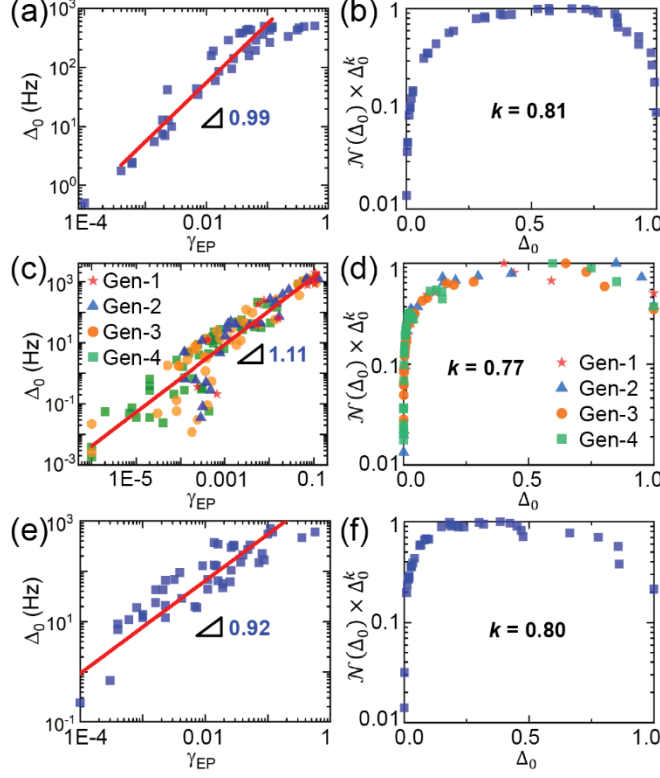 (a)
10³
10²
10¹
10⁰
Δ₀ (Hz)
0.99
1E-4
0.01
1
γEP
(b)
1
0.1
0.01
𝒩(Δ₀) × Δ₀ᵏ
k = 0.81
0.0
0.5
1.0
Δ₀
(c)
10³
10¹
10⁻¹
10⁻³
Δ₀ (Hz)
Gen-1
Gen-2
Gen-3
Gen-4
1.11
1E-5
0.001
0.1
γEP
(d)
1
0.1
0.01
𝒩(Δ₀) × Δ₀ᵏ
k = 0.77
Gen-1
Gen-2
Gen-3
Gen-4
0.0
0.5
1.0
Δ₀
(e)
10³
10¹
10⁻¹
Δ₀ (Hz)
0.92
1E-4
0.01
1
γEP
(f)
1
0.1
0.01
𝒩(Δ₀) × Δ₀ᵏ
k = 0.80
0.0
0.5
1.0
Δ₀